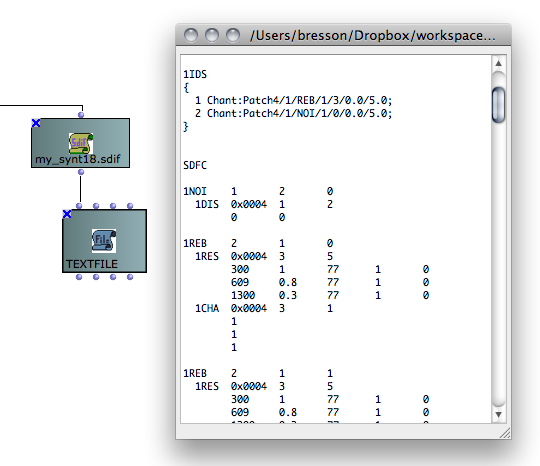 /Users/bresson/Dropbox/workspace...
1IDS
{
1 Chant:Patch4/1/REB/1/3/0.0/5.0;
2 Chant:Patch4/1/NOI/1/0/0.0/5.0;
}
SDFC
1NOI 1 2 0
1DIS 0x0004 1 2
0 0
1REB 2 1 0
1RES 0x0004 3 5
300 1 77 1 0
609 0.8 77 1 0
1300 0.3 77 1 0
1CHA 0x0004 3 1
1
1
1
1REB 2 1 1
1RES 0x0004 3 5
300 1 77 1 0
609 0.8 77 1 0
Sdif
my_synt18.sdif
File
TEXTFILE